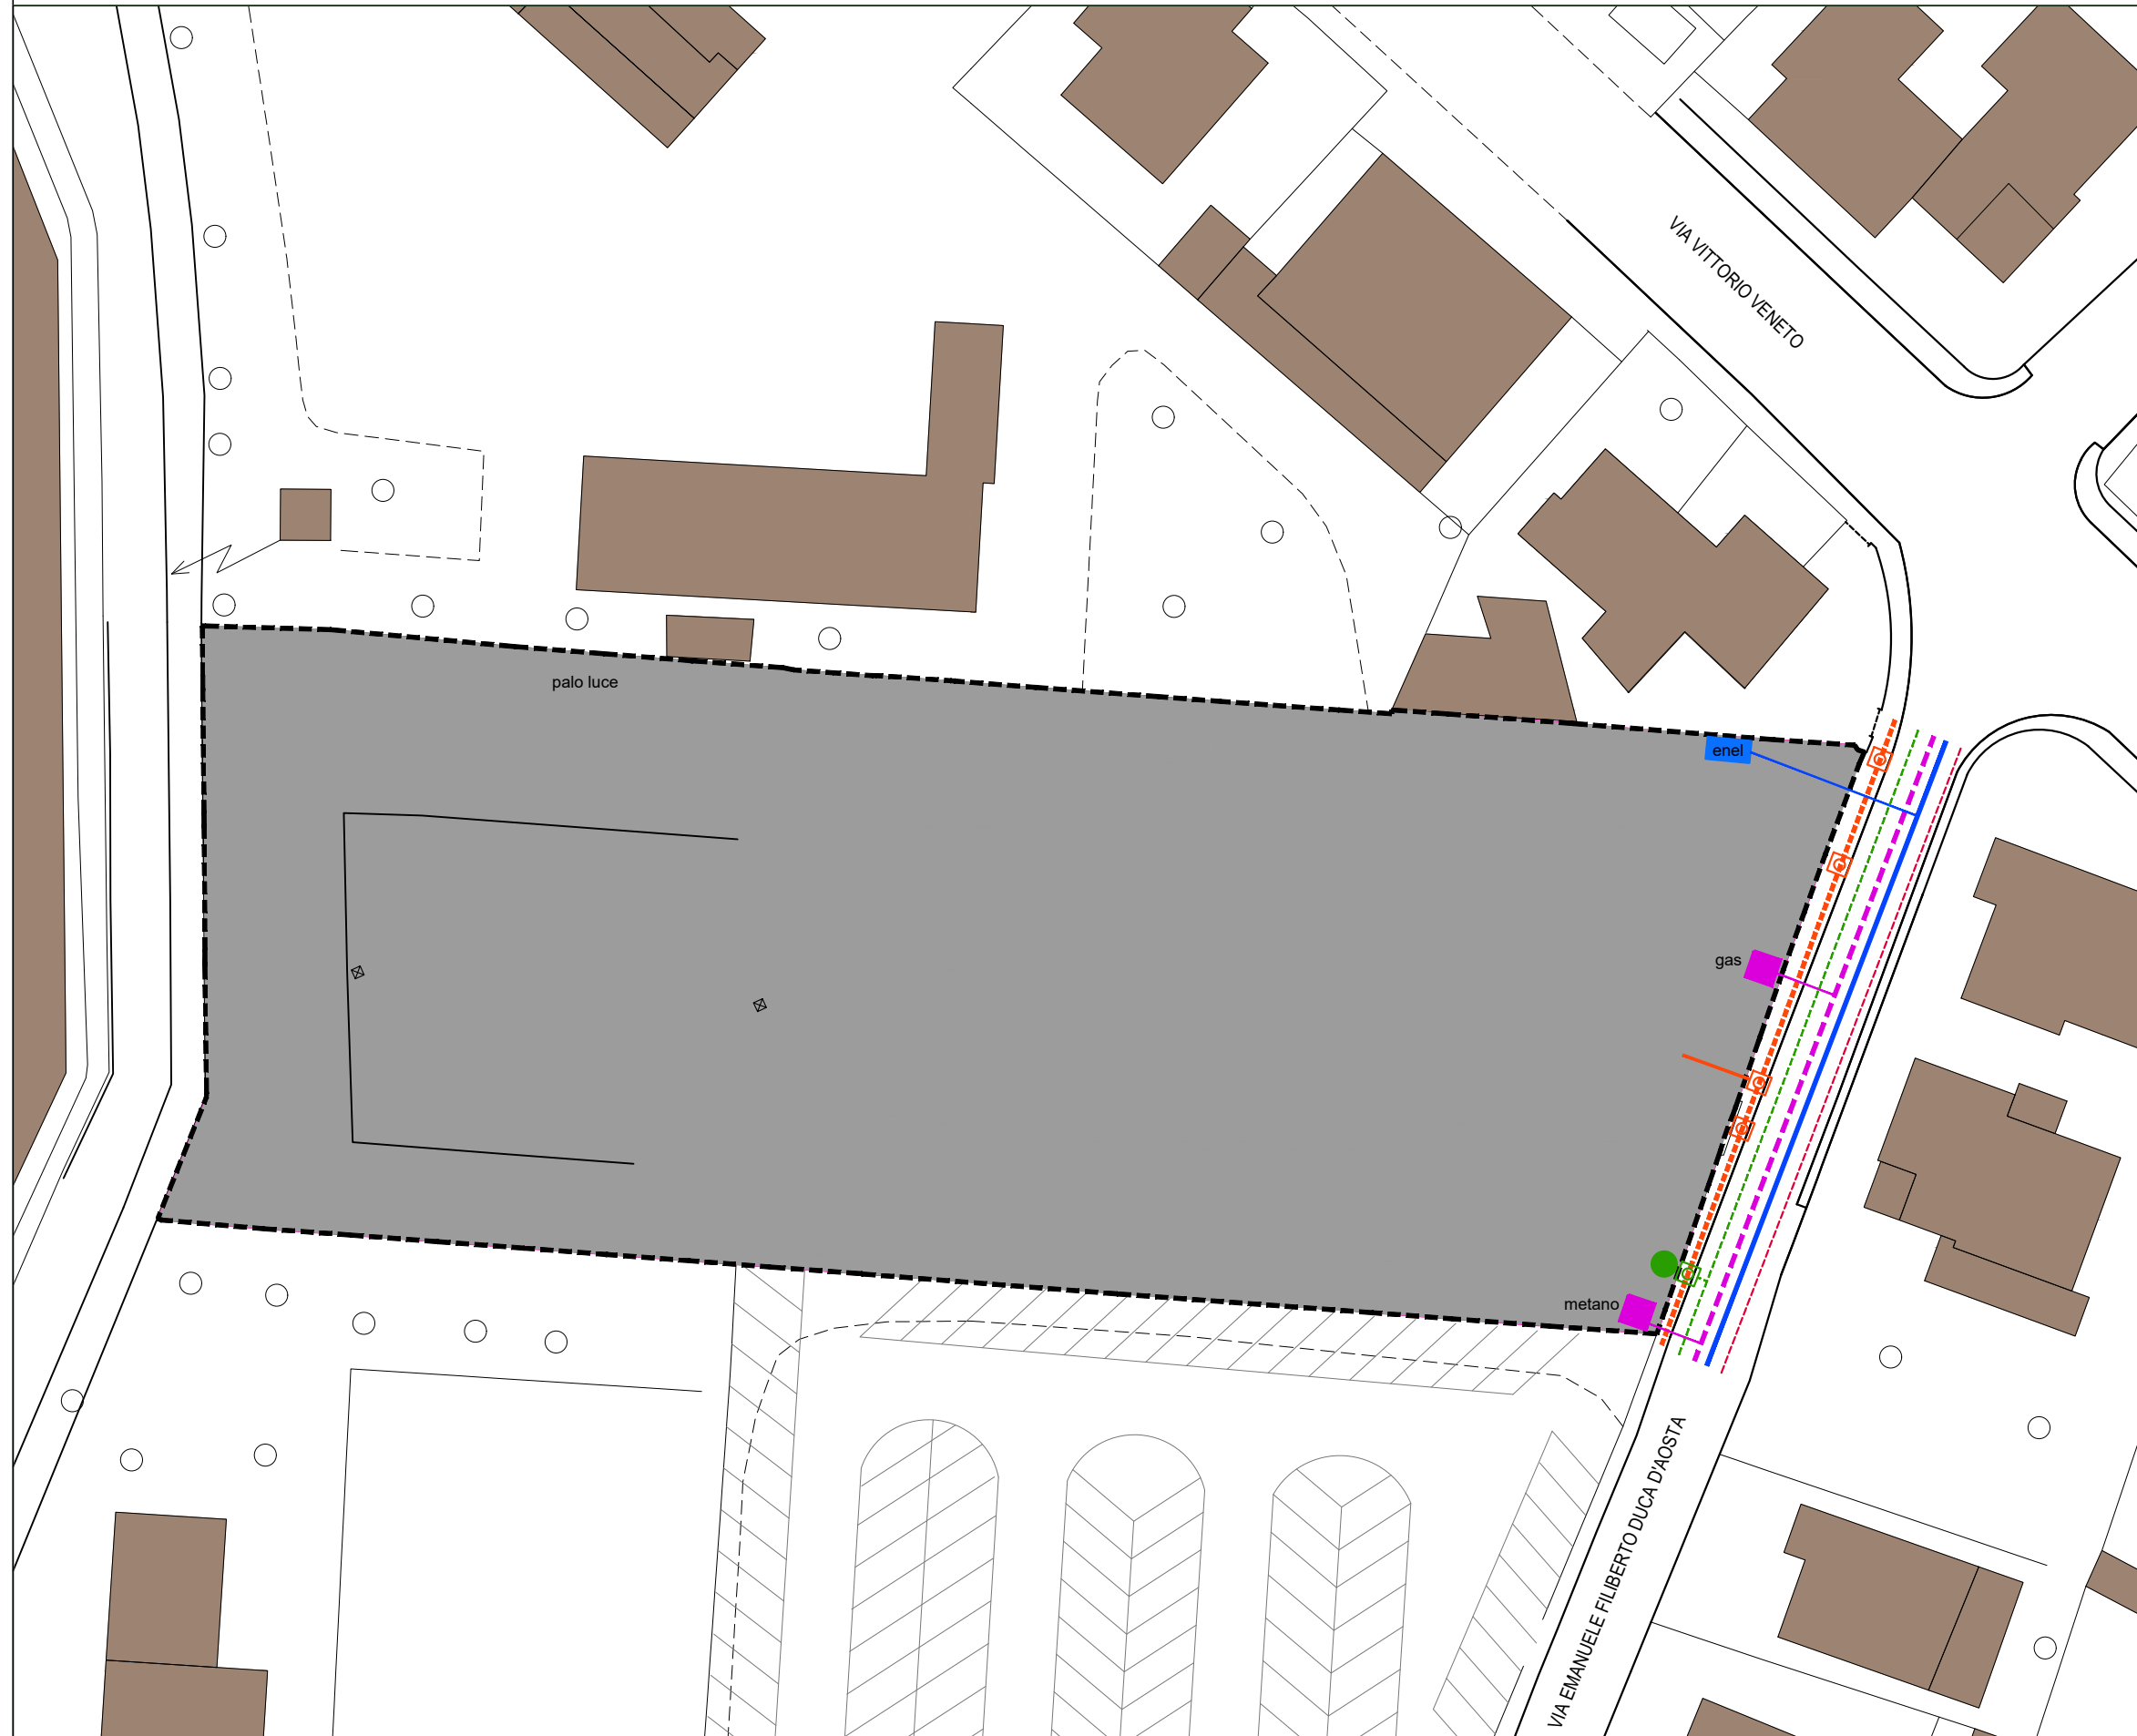 VIA VITTORIO VENETO
palo luce
enel
gas
metano
VIA EMANUELE FILIBERTO DUCA D'AOSTA